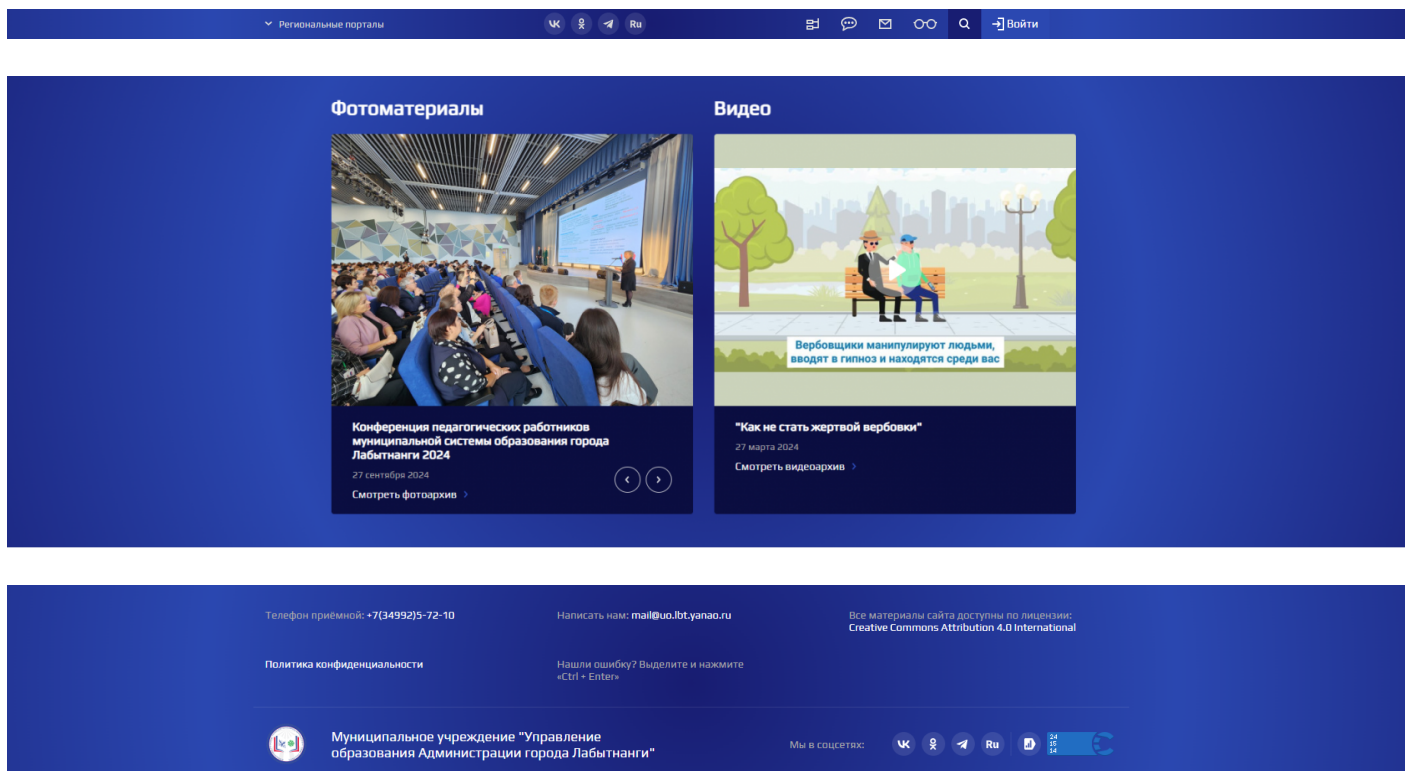 Региональные порталы
Ru
Войти
Фотоматериалы
Видео
Вербовщики манипулируют людьми,
вводят в гипноз и находятся среди вас
Конференция педагогических работников
муниципальной системы образования города
Лабытнанги 2024
27 сентября 2024
Смотреть фотоархив
"Как не стать жертвой вербовки"
27 марта 2024
Смотреть видеоархив
Телефон приёмной: +7(34992)5-72-10
Написать нам: mail@uo.lbt.yanao.ru
Все материалы сайта доступны по лицензии:
Creative Commons Attribution 4.0 International
Политика конфиденциальности
Нашли ошибку? Выделите и нажмите
«Ctrl + Enter»
Муниципальное учреждение "Управление
образования Администрации города Лабытнанги"
Мы в соцсетях:
Ru
24
15
14